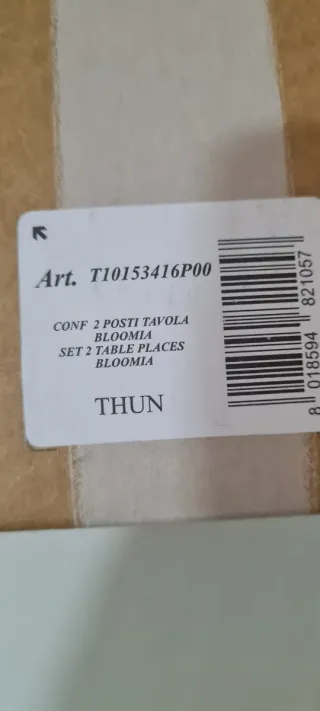 Art. T10153416P00
CONF 2 POSTI TAVOLA
BLOOMIA
SET 2 TABLE PLACES
BLOOMIA
THUN
8 018594 821057